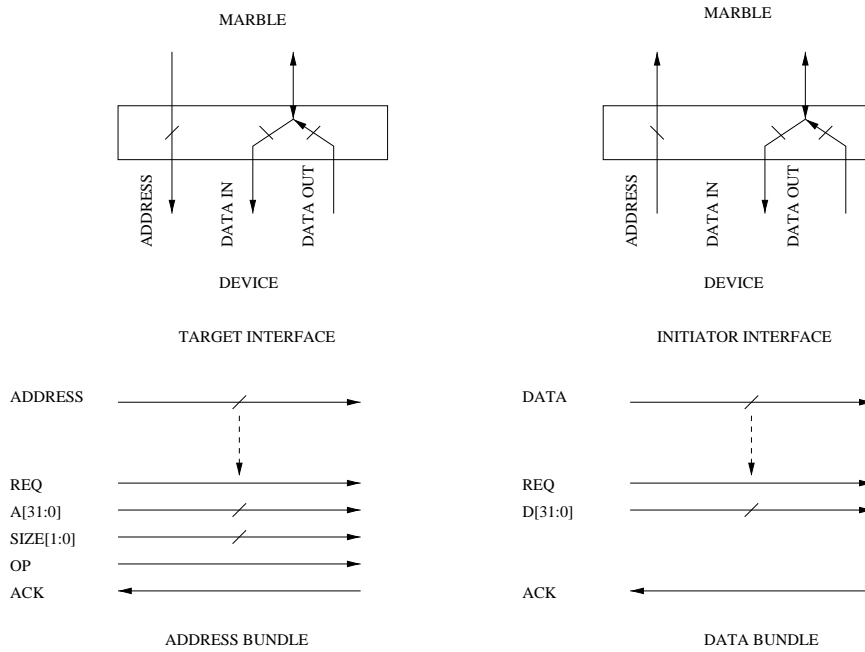 MARBLE
ADDRESS
DATA IN
DATA OUT
DEVICE
TARGET INTERFACE
MARBLE
ADDRESS
DATA IN
DATA OUT
DEVICE
INITIATOR INTERFACE
ADDRESS
REQ
A[31:0]
SIZE[1:0]
OP
ACK
ADDRESS BUNDLE
DATA
REQ
D[31:0]
ACK
DATA BUNDLE